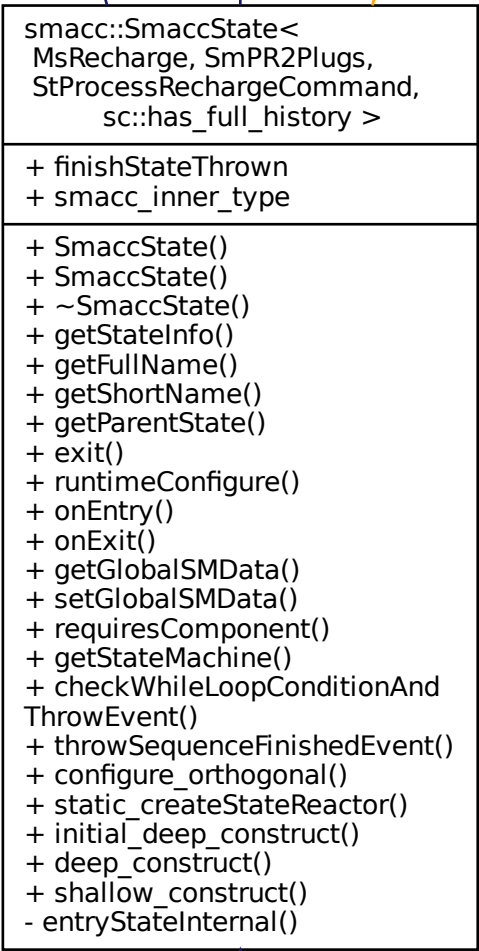 smacc::SmaccState<
MsRecharge, SmPR2Plugs,
StProcessRechargeCommand,
sc::has_full_history >
+ finishStateThrown
+ smacc_inner_type
+ SmaccState()
+ SmaccState()
+ ~SmaccState()
+ getStateInfo()
+ getFullName()
+ getShortName()
+ getParentState()
+ exit()
+ runtimeConfigure()
+ onEntry()
+ onExit()
+ getGlobalSMData()
+ setGlobalSMData()
+ requiresComponent()
+ getStateMachine()
+ checkWhileLoopConditionAnd
ThrowEvent()
+ throwSequenceFinishedEvent()
+ configure_orthogonal()
+ static_createStateReactor()
+ initial_deep_construct()
+ deep_construct()
+ shallow_construct()
- entryStateInternal()